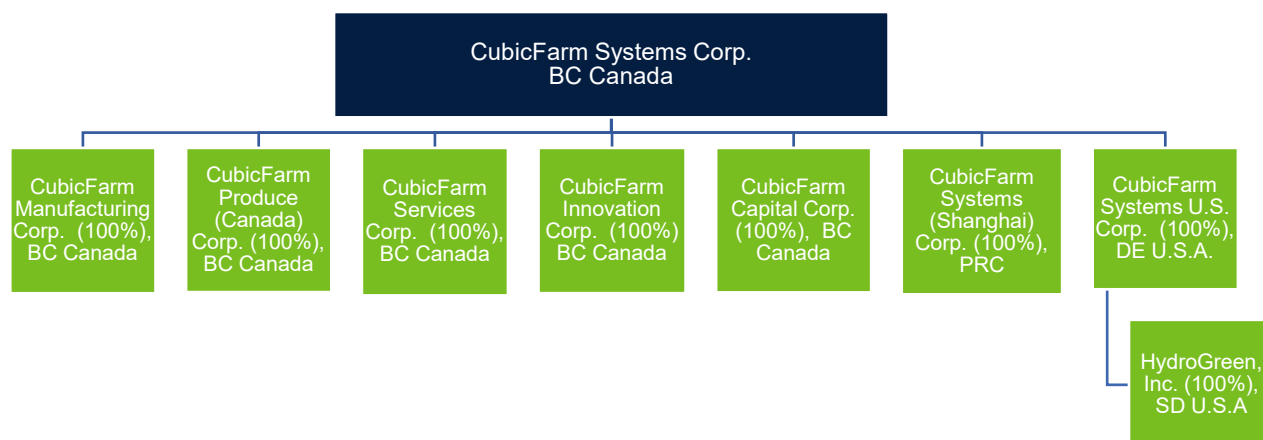 CubicFarm Systems Corp.
BC Canada
CubicFarm
Manufacturing
Corp. (100%),
BC Canada
CubicFarm
Produce
(Canada)
Corp. (100%),
BC Canada
CubicFarm
Services
Corp. (100%),
BC Canada
CubicFarm
Innovation
Corp. (100%)
BC Canada
CubicFarm
Capital Corp.
(100%), BC
Canada
CubicFarm
Systems
(Shanghai)
Corp. (100%),
PRC
CubicFarm
Systems U.S.
Corp. (100%),
DE U.S.A.
HydroGreen,
Inc. (100%),
SD U.S.A